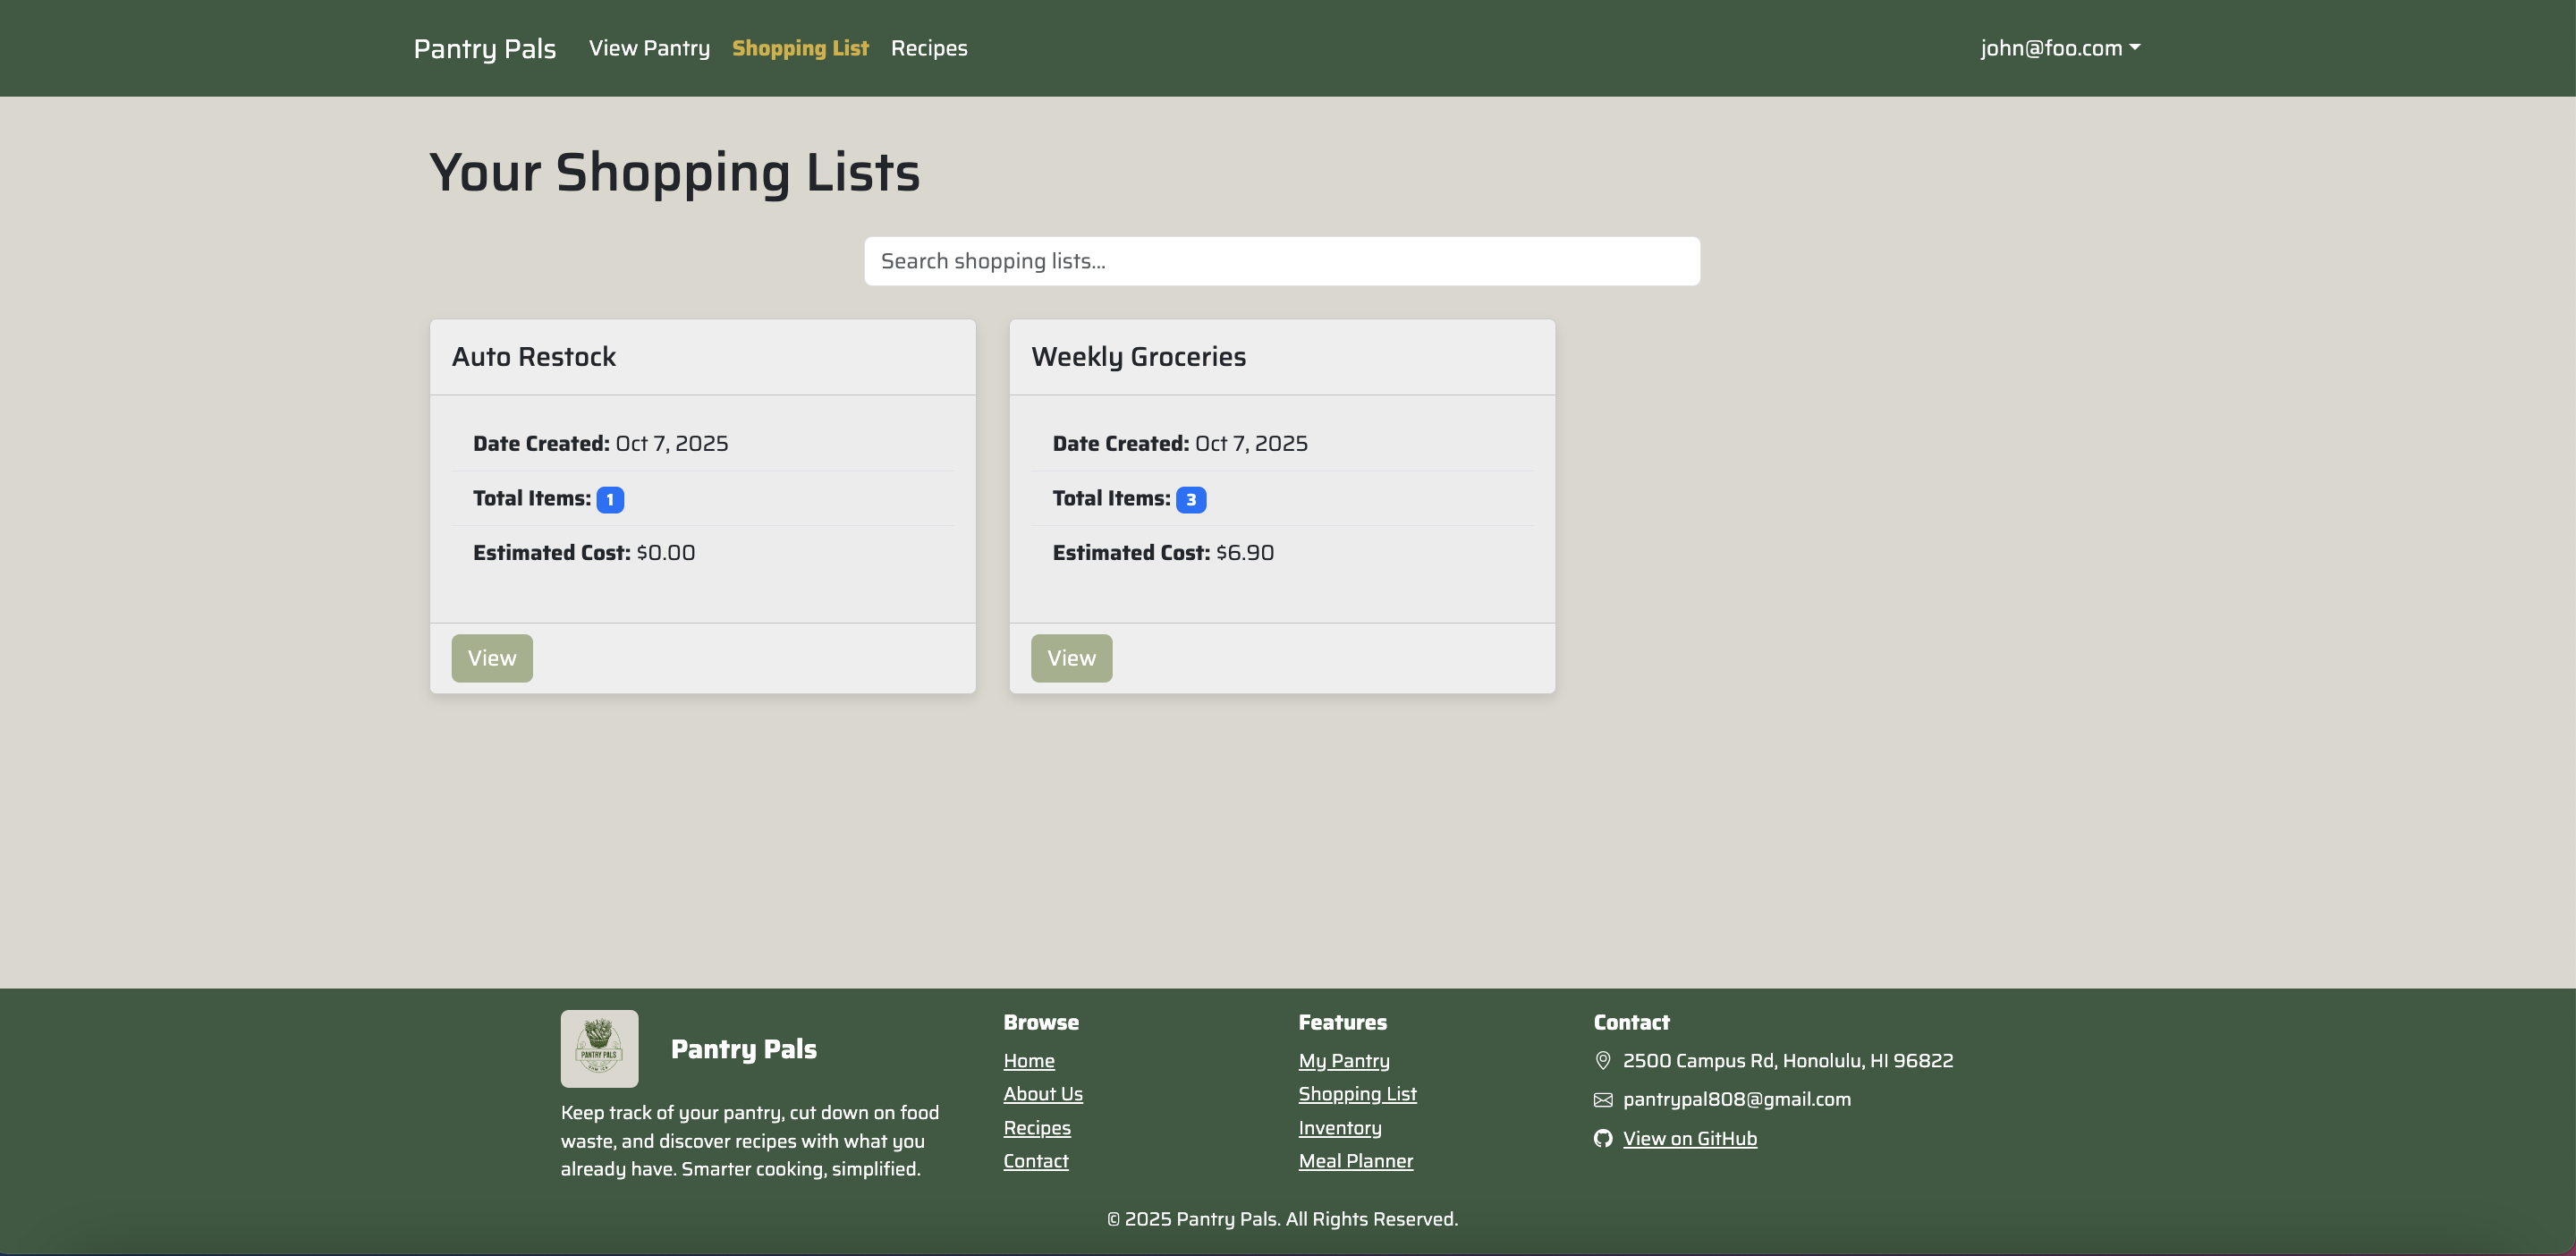 Pantry Pals View Pantry Shopping List Recipes john@foo.com
Your Shopping Lists
Search shopping lists...
Auto Restock
Date Created: Oct 7, 2025
Total Items: 1
Estimated Cost: $0.00
View
Weekly Groceries
Date Created: Oct 7, 2025
Total Items: 3
Estimated Cost: $6.90
View
PANTRY PALS
Pantry Pals
Keep track of your pantry, cut down on food
waste, and discover recipes with what you
already have. Smarter cooking, simplified.
Browse
Home
About Us
Recipes
Contact
Features
My Pantry
Shopping List
Inventory
Meal Planner
Contact
2500 Campus Rd, Honolulu, HI 96822
pantrypal808@gmail.com
View on GitHub
© 2025 Pantry Pals. All Rights Reserved.